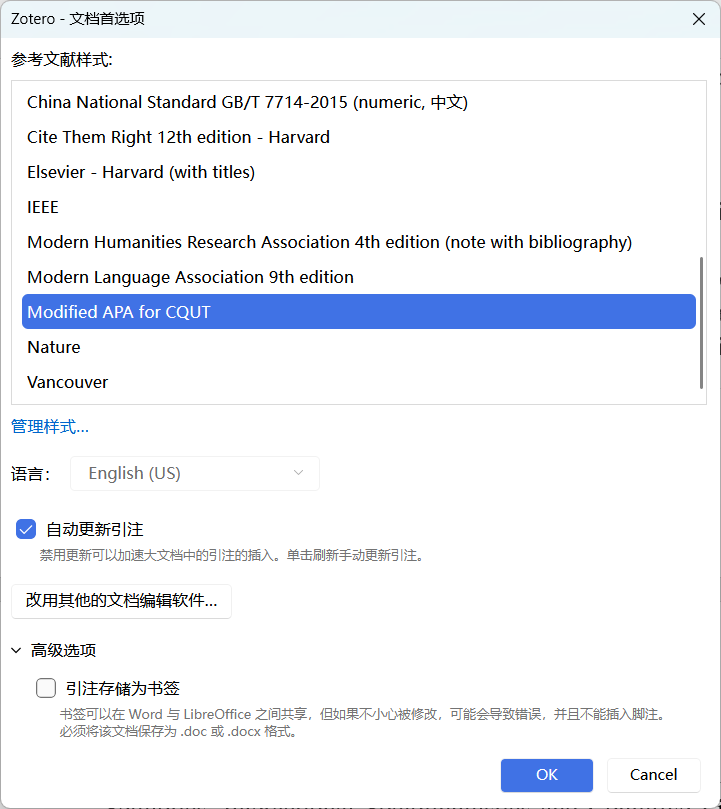 Zotero - 文档首选项
参考文献样式:
China National Standard GB/T 7714-2015 (numeric, 中文)
Cite Them Right 12th edition - Harvard
Elsevier - Harvard (with titles)
IEEE
Modern Humanities Research Association 4th edition (note with bibliography)
Modern Language Association 9th edition
Modified APA for CQUT
Nature
Vancouver
管理样式...
语言: English (US)
自动更新引注
禁用更新可以加速大文档中的引注的插入。单击刷新手动更新引注。
改用其他的文档编辑软件...
高级选项
引注存储为书签
书签可以在 Word 与 LibreOffice 之间共享，但如果不小心被修改，可能会导致错误，并且不能插入脚注。
必须将该文档保存为 .doc 或 .docx 格式。
OK Cancel